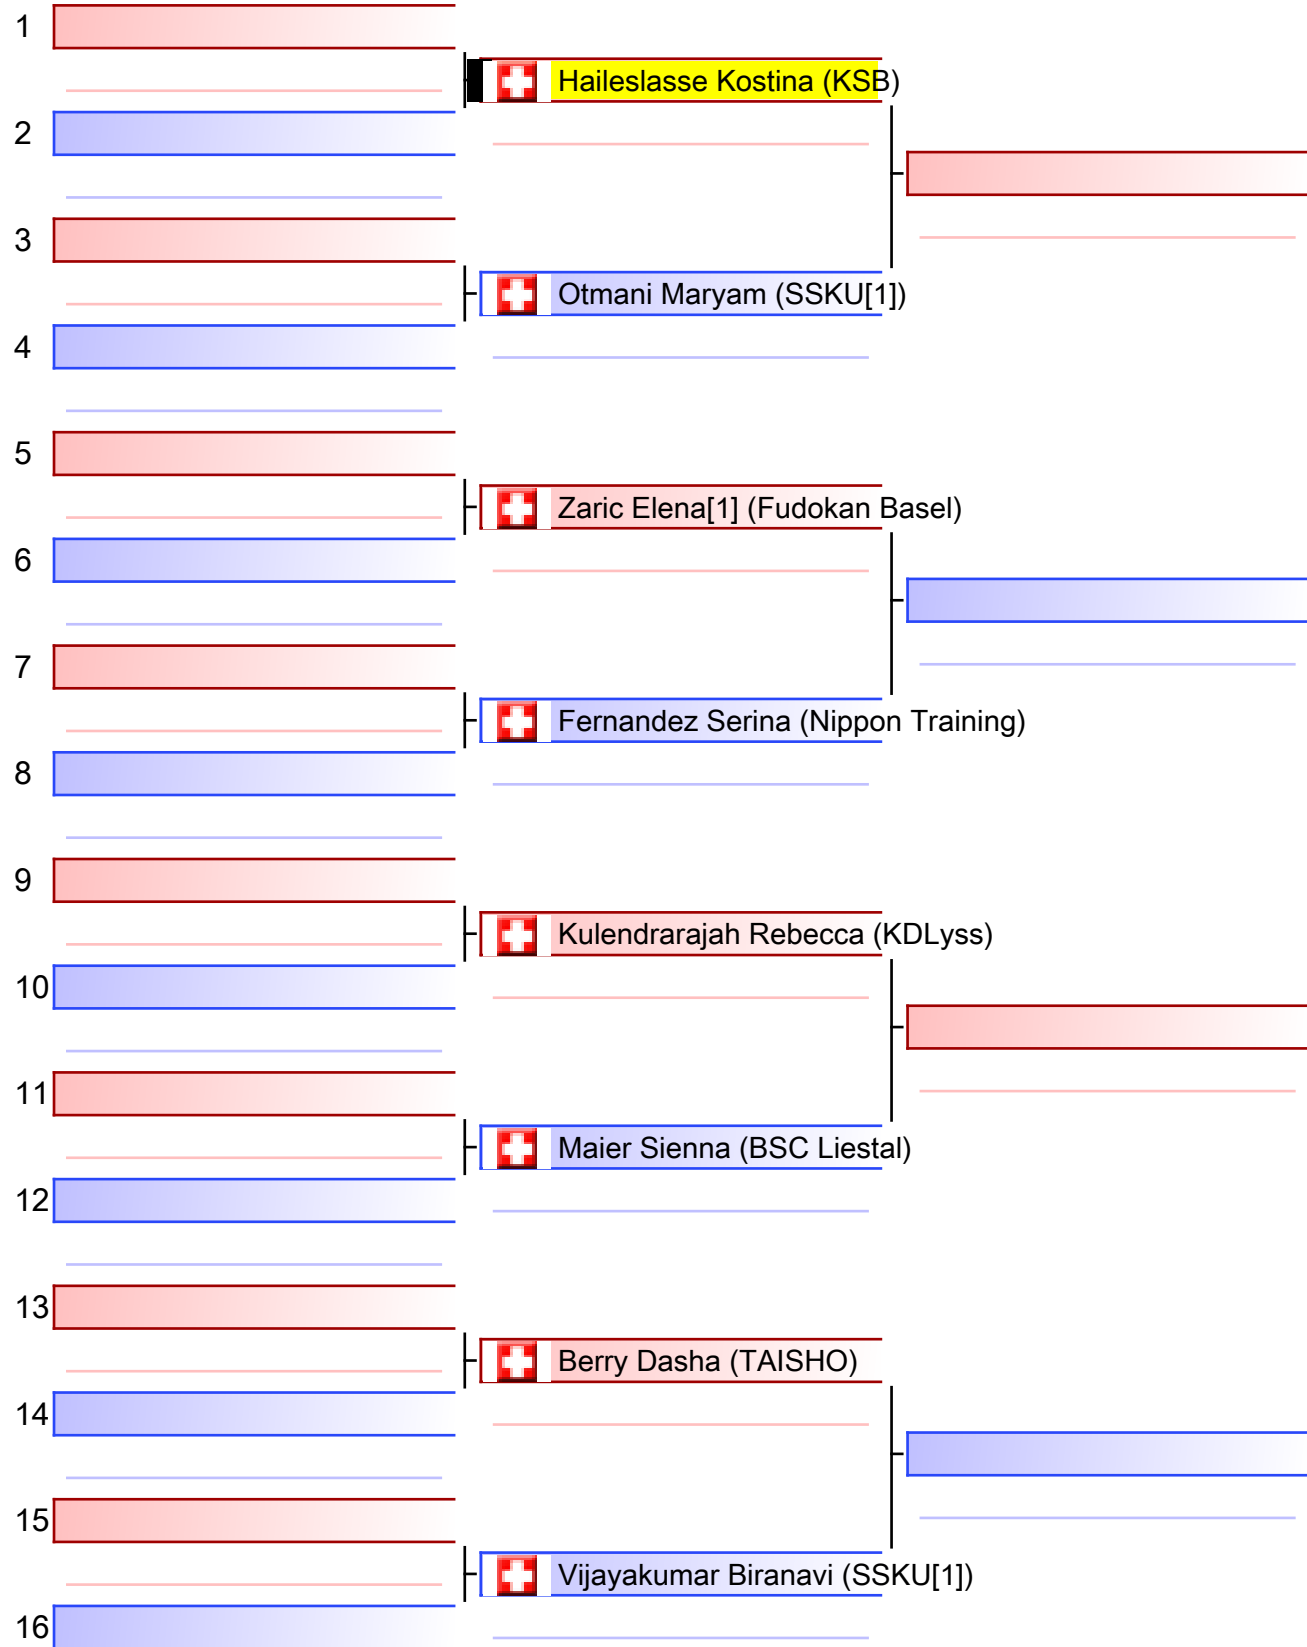 1
Haileslasse Kostina (KSB)
2
3
Otmani Maryam (SSKU[1])
4
5
Zaric Elena[1] (Fudokan Basel)
6
7
Fernandez Serina (Nippon Training)
8
9
Kulendrarajah Rebecca (KDLyss)
10
11
Maier Sienna (BSC Liestal)
12
13
Berry Dasha (TAISHO)
14
15
Vijayakumar Biranavi (SSKU[1])
16